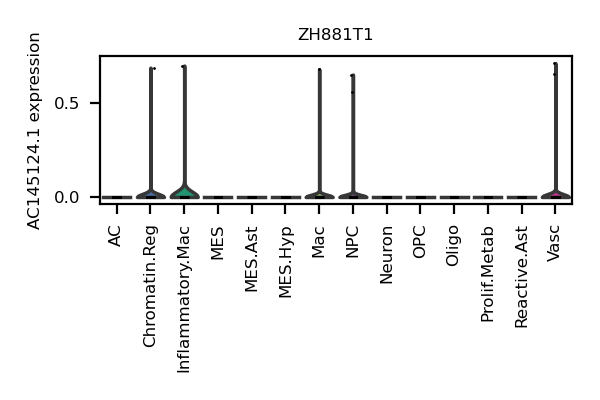 ZH881T1
AC145124.1 expression
0.5
0.0
AC
Chromatin.Reg
Inflammatory.Mac
MES
MES.Ast
MES.Hyp
Mac
NPC
Neuron
OPC
Oligo
Prolif.Metab
Reactive.Ast
Vasc